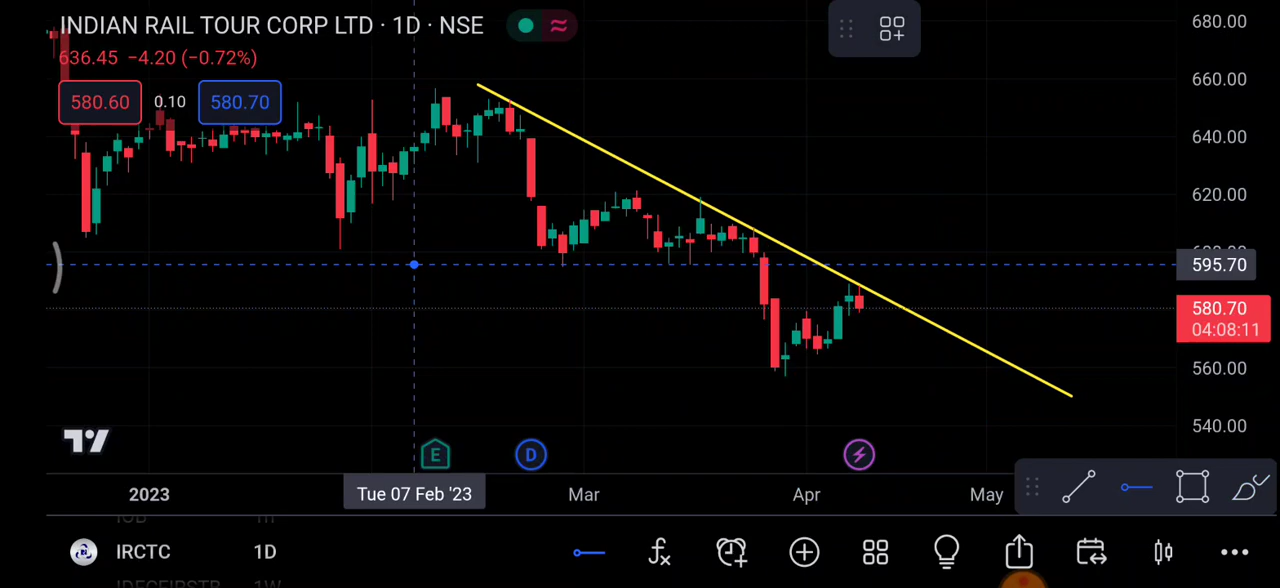 INDIAN RAIL TOUR CORP LTD · 1D · NSE
636.45 −4.20 (−0.72%)
580.60 0.10 580.70
680.00
660.00
640.00
620.00
595.70
580.70
04:08:11
560.00
540.00
E D
2023 Tue 07 Feb '23 Mar Apr May
IRCTC 1D